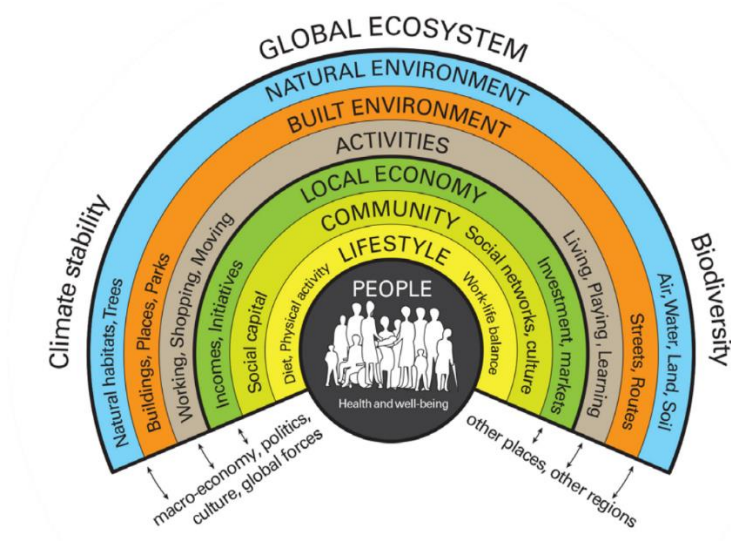 GLOBAL ECOSYSTEM
NATURAL ENVIRONMENT
BUILT ENVIRONMENT
ACTIVITIES
LOCAL ECONOMY
COMMUNITY
LIFESTYLE
PEOPLE
Health and well-being
Climate stability
Natural habitats, Trees
Buildings, Places, Parks
Working, Shopping, Moving
Incomes, Initiatives
Social capital
Diet, Physical activity
Work-life balance
Social networks, culture
Investment, markets
Living, Playing, Learning
Streets, Routes
Air, Water, Land, Soil
Biodiversity
macro-economy, politics,
culture, global forces
other places, other regions